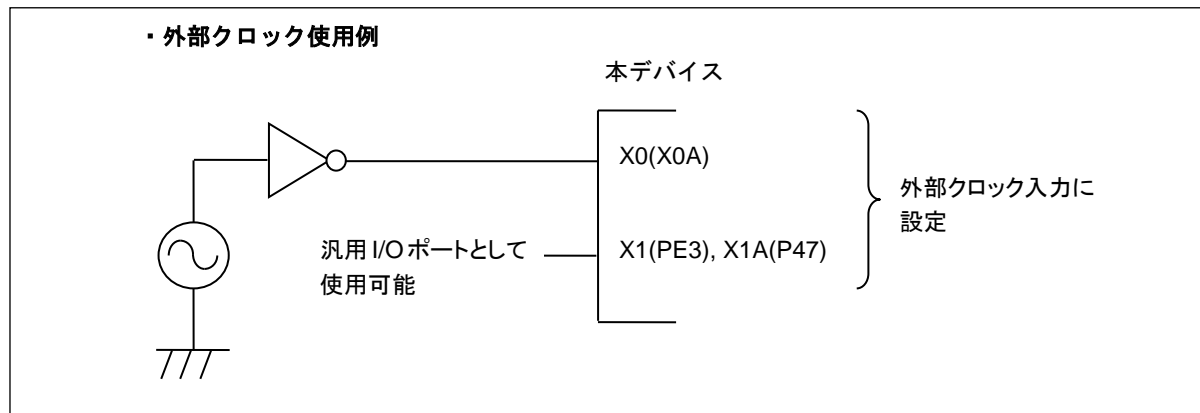 ・外部クロック使用例
本デバイス
X0(X0A)
外部クロック入力に
設定
汎用 I/O ポートとして
使用可能
X1(PE3), X1A(P47)